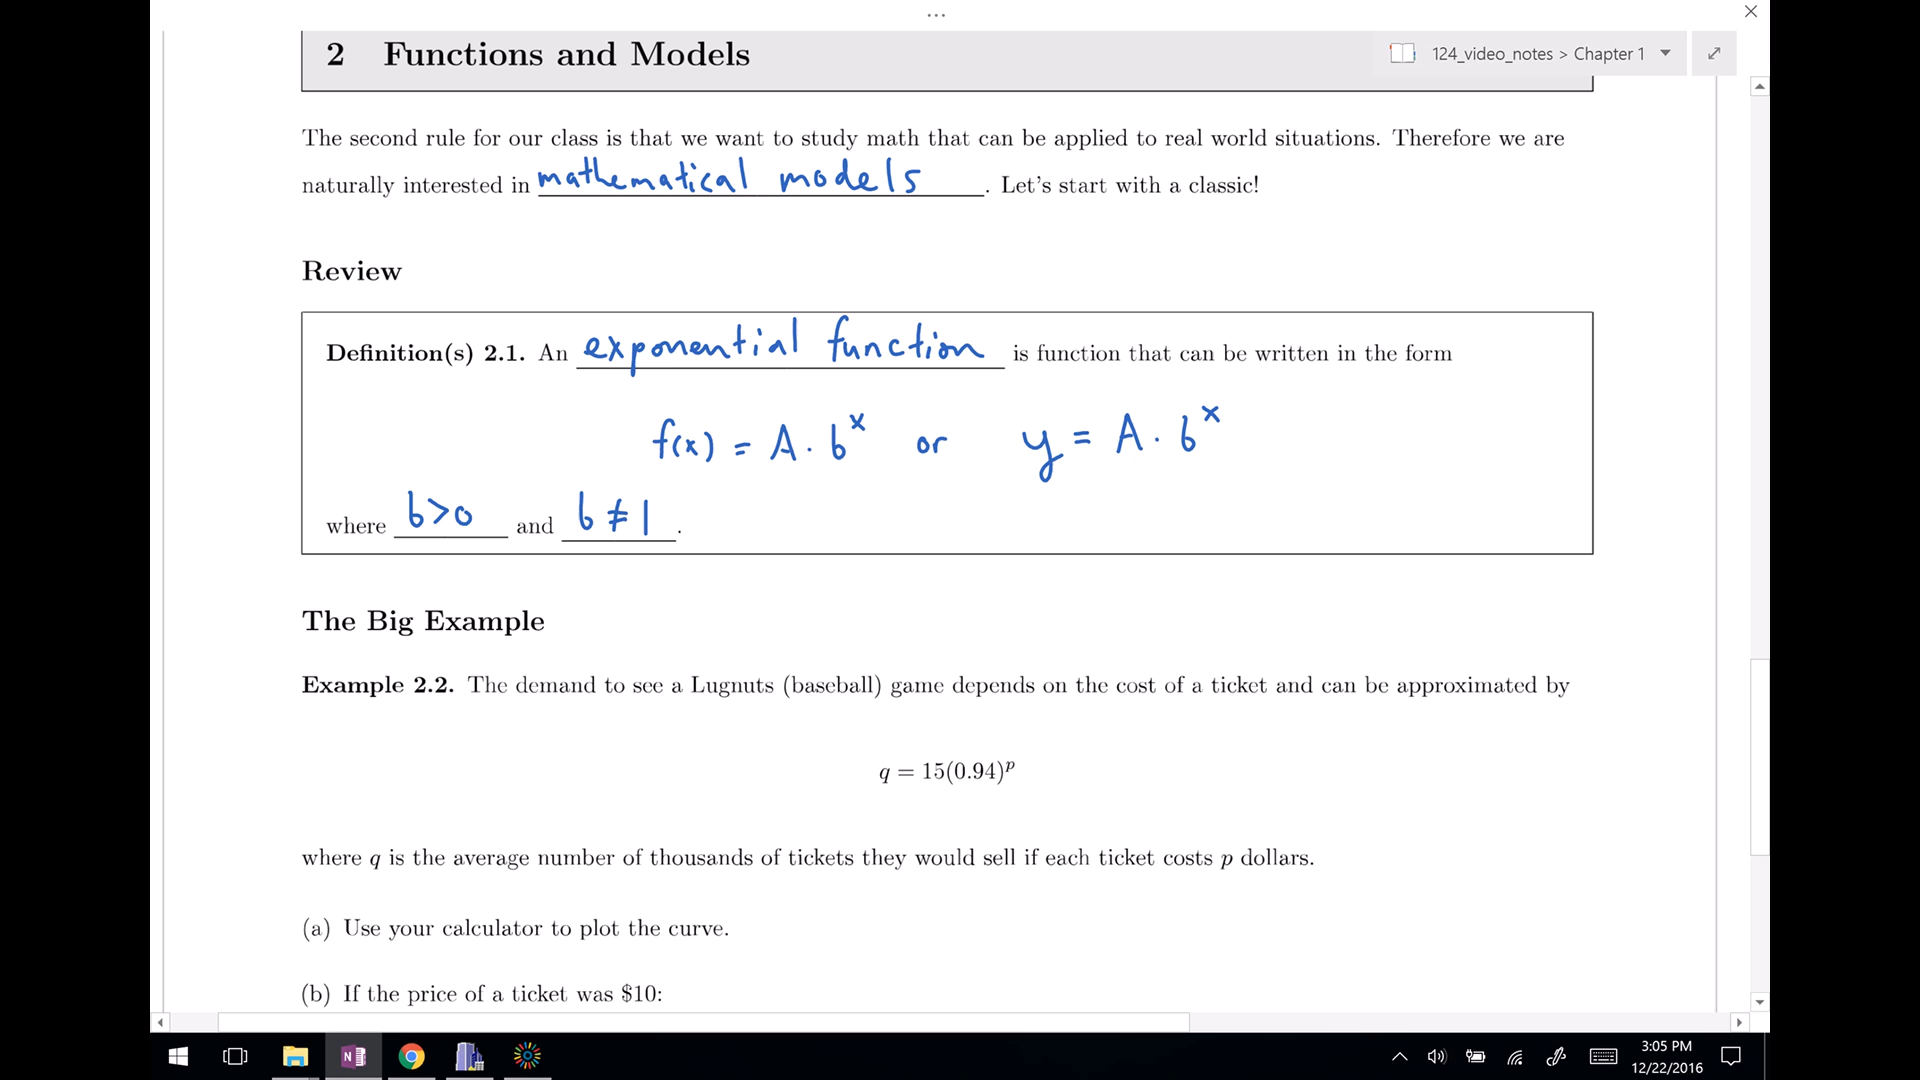 ...
2 Functions and Models
124_video_notes > Chapter 1
The second rule for our class is that we want to study math that can be applied to real world situations. Therefore we are
naturally interested in mathematical models. Let's start with a classic!
Review
Definition(s) 2.1. An exponential function is function that can be written in the form
f(x) = A · b^x or y = A · b^x
where b>0 and b≠1.
The Big Example
Example 2.2. The demand to see a Lugnuts (baseball) game depends on the cost of a ticket and can be approximated by
q = 15(0.94)^p
where q is the average number of thousands of tickets they would sell if each ticket costs p dollars.
(a) Use your calculator to plot the curve.
(b) If the price of a ticket was $10:
N
3:05 PM
12/22/2016